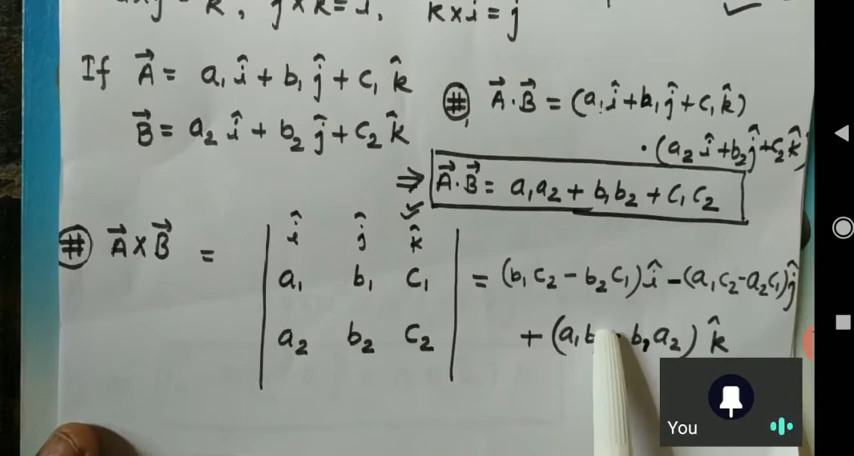 k, j×k=i, k×i=j
If A⃗ = a₁î + b₁ĵ + c₁k̂
B⃗ = a₂î + b₂ĵ + c₂k̂
# A⃗·B⃗ = (a₁î+b₁ĵ+c₁k̂)
·(a₂î+b₂ĵ+c₂k̂)
⇒ A⃗·B⃗ = a₁a₂ + b₁b₂ + c₁c₂
# A⃗×B⃗ = | î ĵ k̂ |
a₁ b₁ c₁ = (b₁c₂−b₂c₁)î −(a₁c₂−a₂c₁)ĵ
a₂ b₂ c₂ + (a₁b - b₁a₂) k̂
You